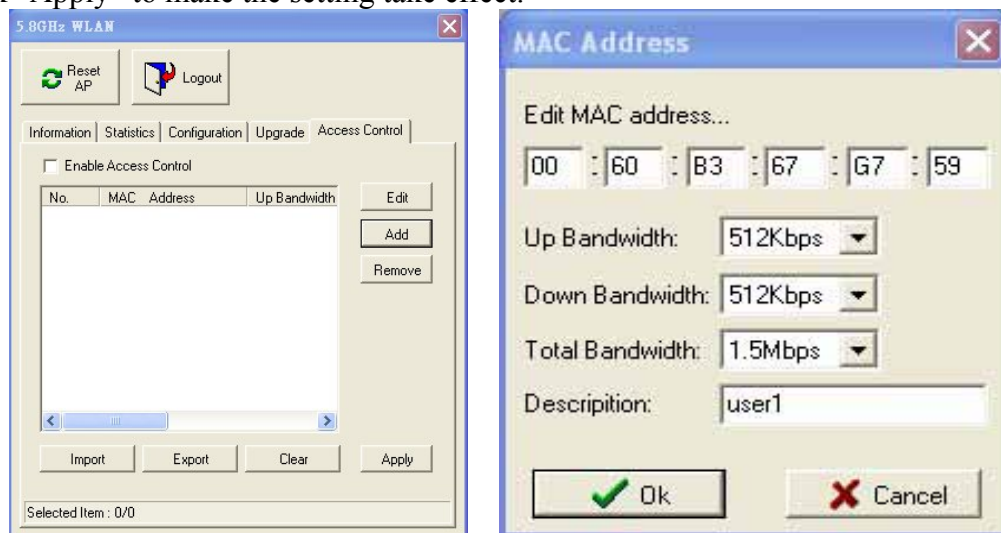 "Apply" to make the setting take effect.
5.8GHz WLAN
Reset AP
Logout
Information Statistics Configuration Upgrade Access Control
Enable Access Control
No. MAC Address Up Bandwidth
Edit
Add
Remove
Import Export Clear Apply
Selected Item : 0/0
MAC Address
Edit MAC address...
00 : 60 : B3 : 67 : G7 : 59
Up Bandwidth: 512Kbps
Down Bandwidth: 512Kbps
Total Bandwidth: 1.5Mbps
Descripition: user1
Ok Cancel